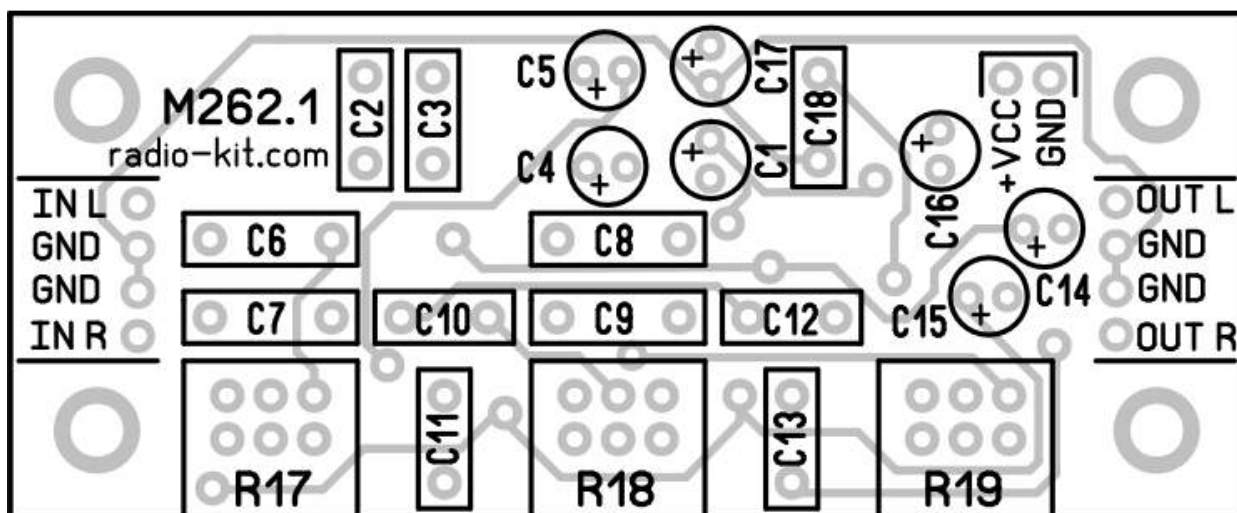 M262.1
radio-kit.com
C2
C3
C5
+
C4
+
+
C17
+
C1
C18
+
C16
+VCC
GND
IN L
GND
GND
IN R
C6
C7
C8
C9
C10
C12
C15
+
C14
+
OUT L
GND
GND
OUT R
C11
C13
R17
R18
R19